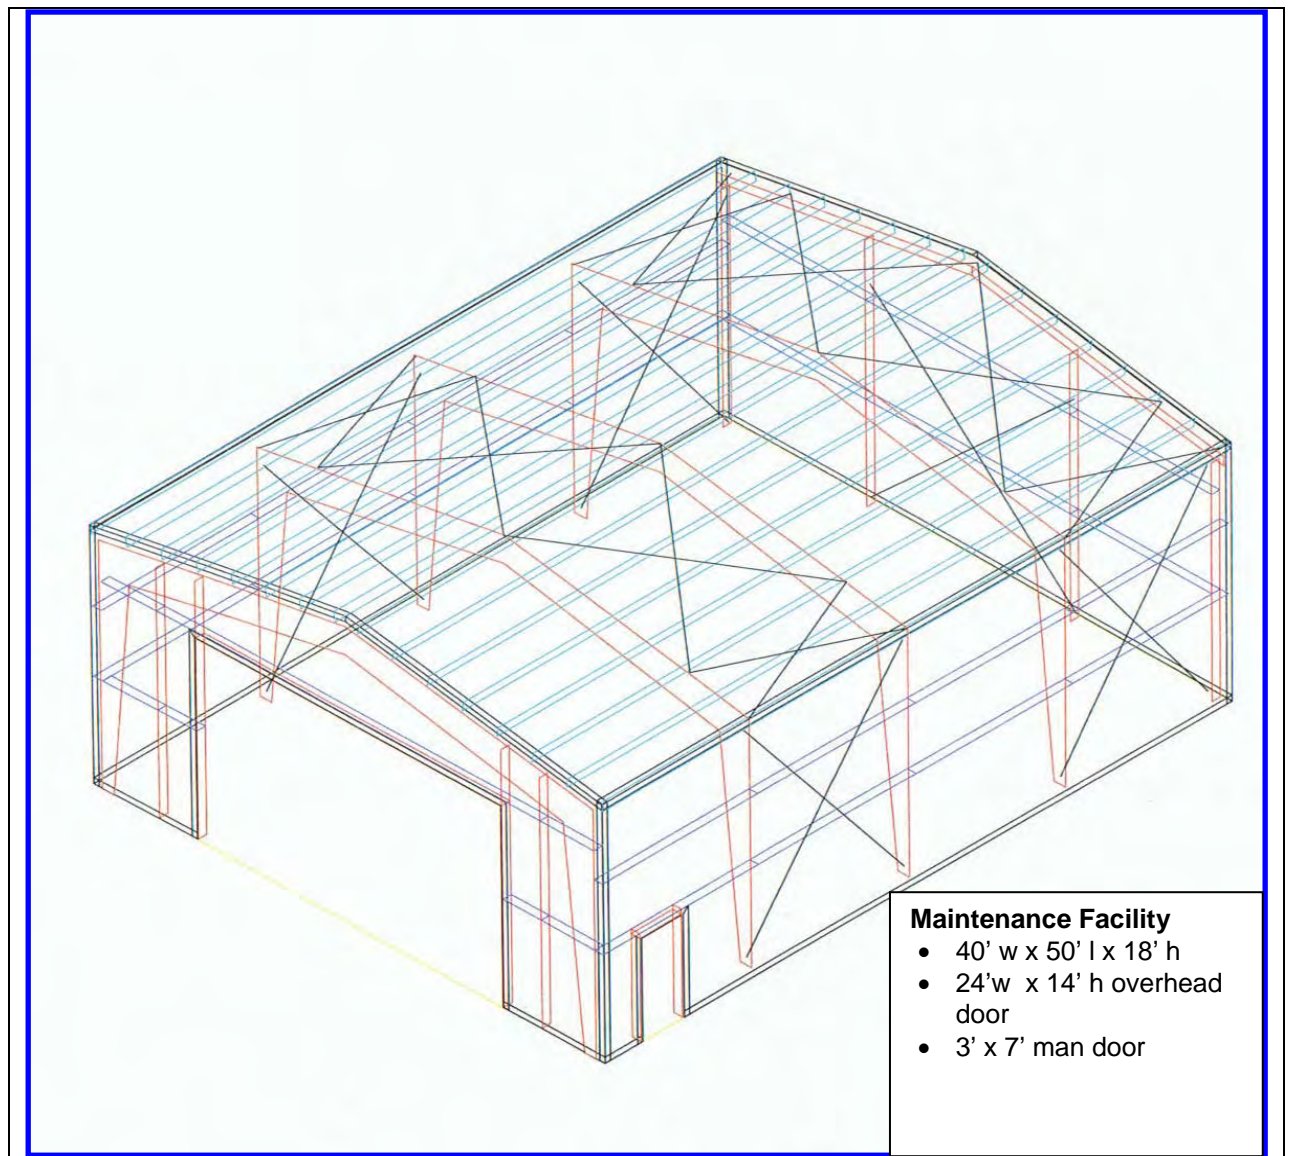 Maintenance Facility
• 40’ w x 50’ l x 18’ h
• 24’w  x 14’ h overhead
door
• 3’ x 7’ man door